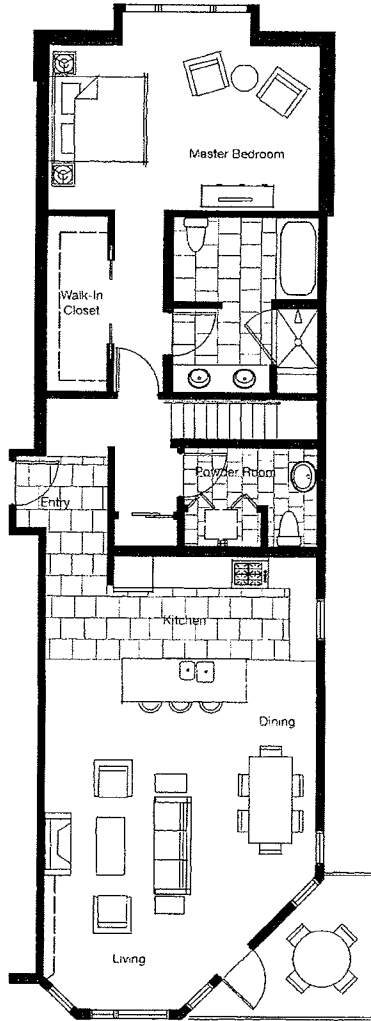 Master Bedroom
Walk-In
Closet
Powder Room
Entry
Kitchen
Dining
Living